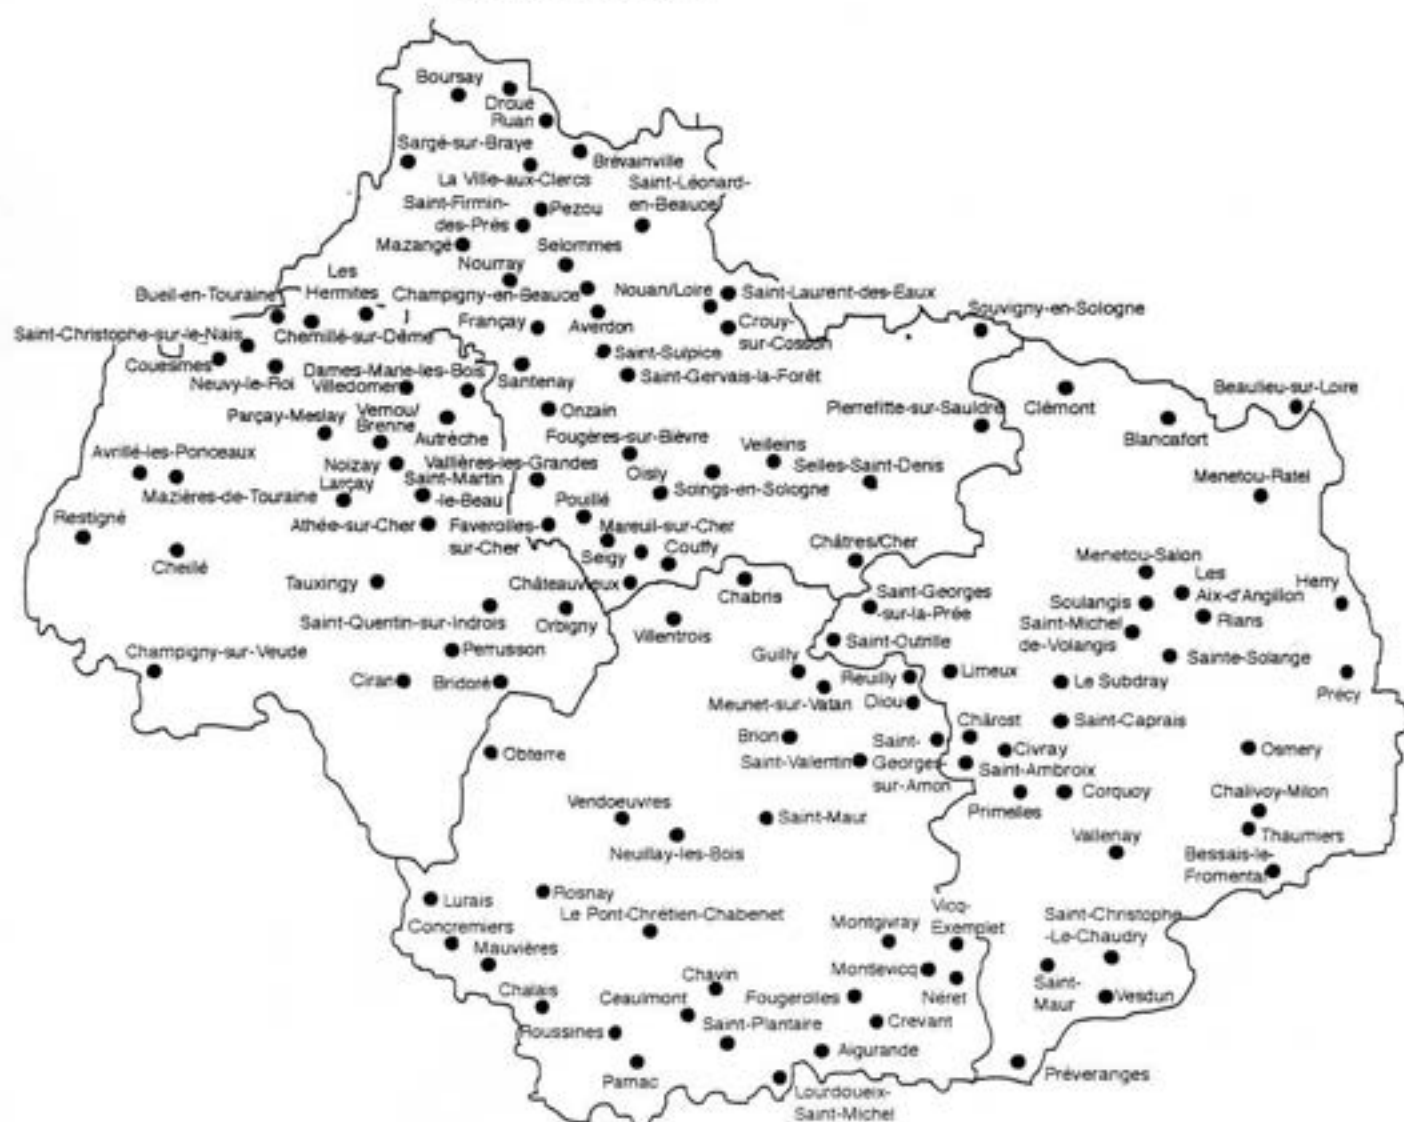 Boursay
Droué
Ruan
Sargé-sur-Braye
Brévainville
La Ville-aux-Clercs
Saint-Léonard-
en-Beauce
Saint-Firmin-
des-Prés
Pezou
Mazangé
Selommes
Nourray
Les
Hermites
Bueil-en-Touraine
Champigny-en-Beauce
Nouan/Loire
Saint-Laurent-des-Eaux
Souvigny-en-Sologne
Saint-Christophe-sur-le-Nais
Chemillé-sur-Dême
Françay
Averdon
Crouy-
sur-Cosson
Couesmes
Neuvy-le-Roi
Dames-Marie-les-Bois
Villedomer
Santenay
Saint-Sulpice
Saint-Gervais-la-Forêt
Beaulieu-sur-Loire
Parçay-Meslay
Vernou/
Brenne
Autrèche
Onzain
Pierrefitte-sur-Sauldre
Clémont
Blancafort
Avrillé-les-Ponceaux
Noizay
Vallières-les-Grandes
Fougères-sur-Bièvre
Veilleins
Oisly
Selles-Saint-Denis
Menetou-Ratel
Mazières-de-Touraine
Larçay
Saint-Martin
-le-Beau
Pouillé
Soings-en-Sologne
Restigné
Athée-sur-Cher
Faverolles-
sur-Cher
Mareuil-sur-Cher
Cheillé
Seigy
Couffy
Châtres/Cher
Menetou-Salon
Les
Aix-d'Angillon
Herry
Tauxingy
Châteauvieux
Chabris
Saint-Georges
-sur-la-Prée
Soulangis
Rians
Saint-Quentin-sur-Indrois
Orbigny
Villentrois
Saint-Outrille
Saint-Michel
de-Volangis
Champigny-sur-Veude
Perrusson
Guilly
Sainte-Solange
Ciran
Bridoré
Reuilly
Limeux
Le Subdray
Précy
Meunet-sur-Vatan
Diou
Brion
Saint-
Georges-
sur-Arnon
Chârost
Saint-Caprais
Obterre
Saint-Valentin
Civray
Saint-Ambroix
Osmery
Vendoeuvres
Saint-Maur
Primelles
Corquoy
Chalivoy-Milon
Neuillay-les-Bois
Vallenay
Thaumiers
Bessais-le-
Fromental
Lurais
Rosnay
Le Pont-Chrétien-Chabenet
Montgivray
Vicq-
Exemplet
Saint-Christophe
-Le-Chaudry
Concremiers
Mauvières
Montlevicq
Chalais
Chavin
Ceaulmont
Fougerolles
Néret
Saint-
Maur
Vesdun
Roussines
Saint-Plantaire
Crevant
Parnac
Aigurande
Préveranges
Lourdoueix-
Saint-Michel